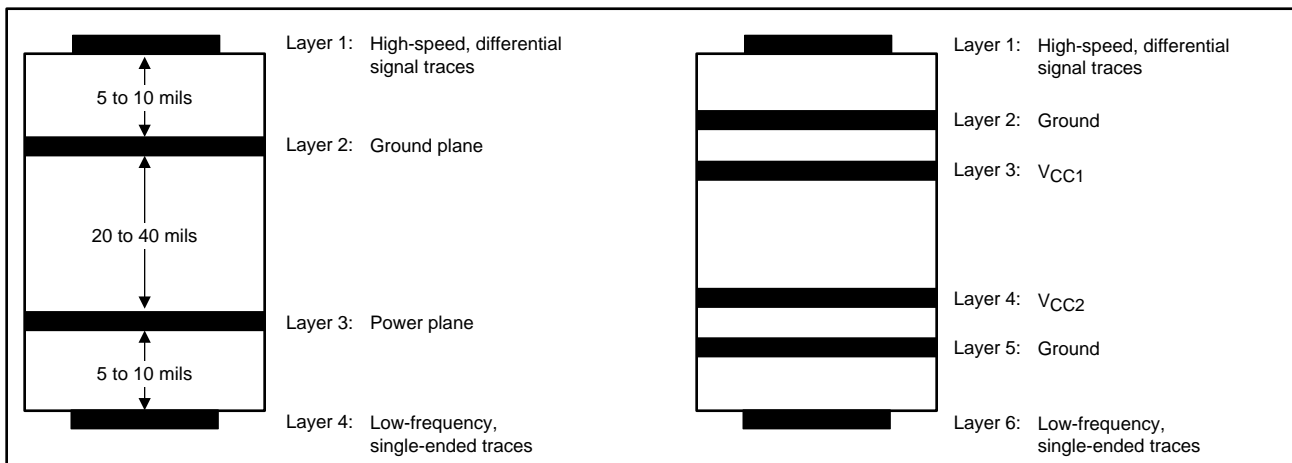 Layer 1: High-speed, differential
signal traces
5 to 10 mils
Layer 2: Ground plane
20 to 40 mils
Layer 3: Power plane
5 to 10 mils
Layer 4: Low-frequency,
single-ended traces
Layer 1: High-speed, differential
signal traces
Layer 2: Ground
Layer 3: VCC1
Layer 4: VCC2
Layer 5: Ground
Layer 6: Low-frequency,
single-ended traces